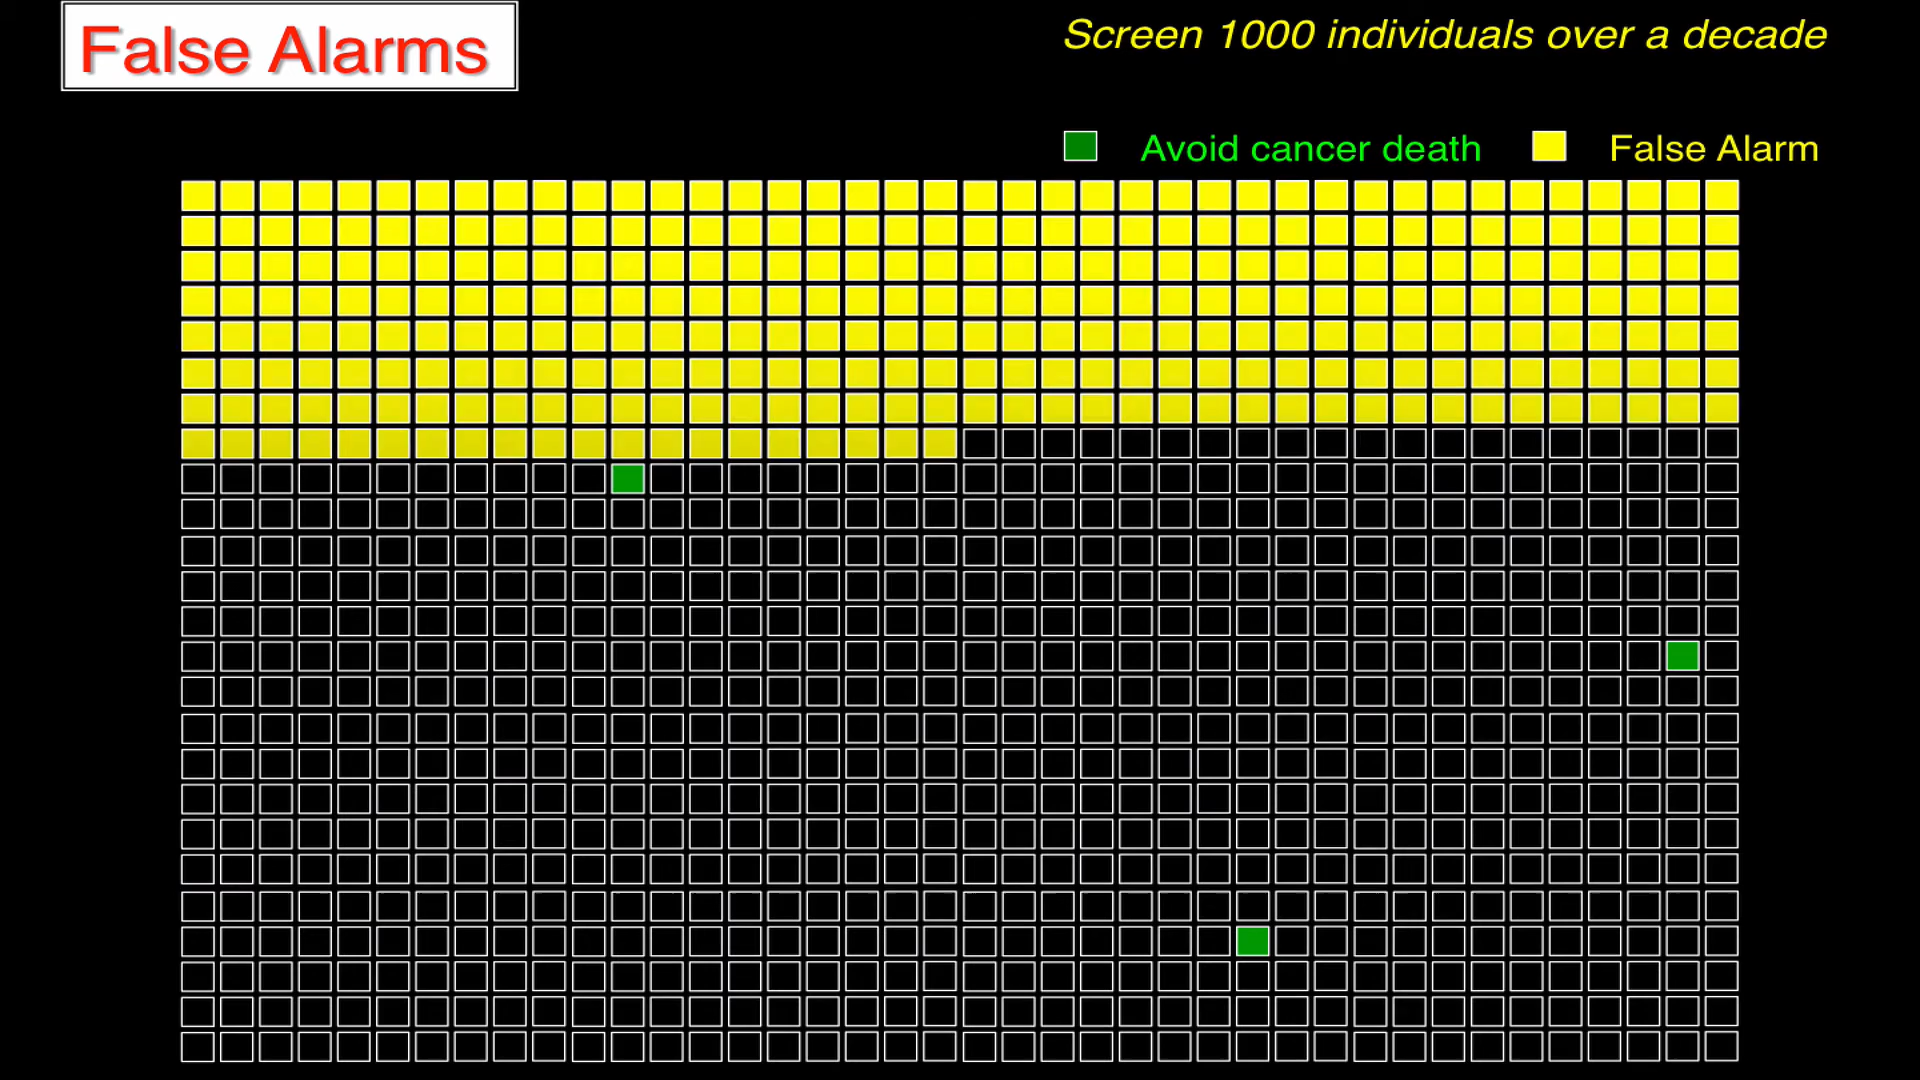 False Alarms
Screen 1000 individuals over a decade
Avoid cancer death
False Alarm